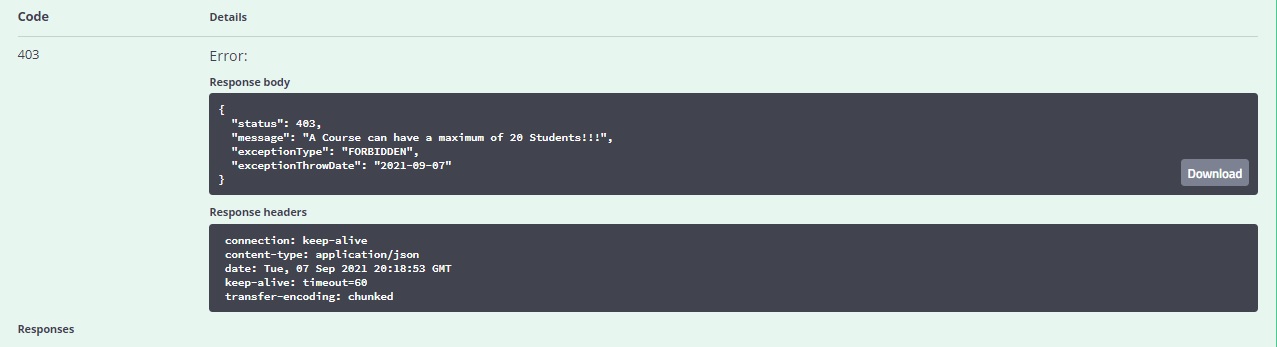 Code Details
403 Error:
Response body
{
"status": 403,
"message": "A Course can have a maximum of 20 Students!!!",
"exceptionType": "FORBIDDEN",
"exceptionThrowDate": "2021-09-07"
}
Download
Response headers
connection: keep-alive
content-type: application/json
date: Tue, 07 Sep 2021 20:18:53 GMT
keep-alive: timeout=60
transfer-encoding: chunked
Responses